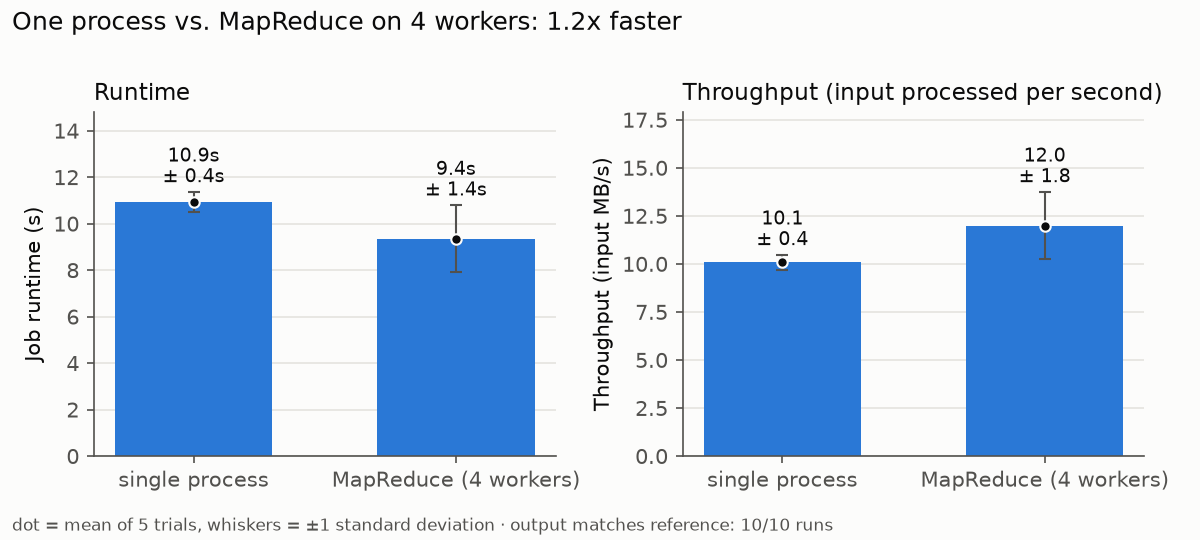 One process vs. MapReduce on 4 workers: 1.2x faster
Runtime
Job runtime (s)
14
12
10
8
6
4
2
0
10.9s
± 0.4s
9.4s
± 1.4s
single process
MapReduce (4 workers)
Throughput (input processed per second)
Throughput (input MB/s)
17.5
15.0
12.5
10.0
7.5
5.0
2.5
0.0
10.1
± 0.4
12.0
± 1.8
single process
MapReduce (4 workers)
dot = mean of 5 trials, whiskers = ±1 standard deviation · output matches reference: 10/10 runs